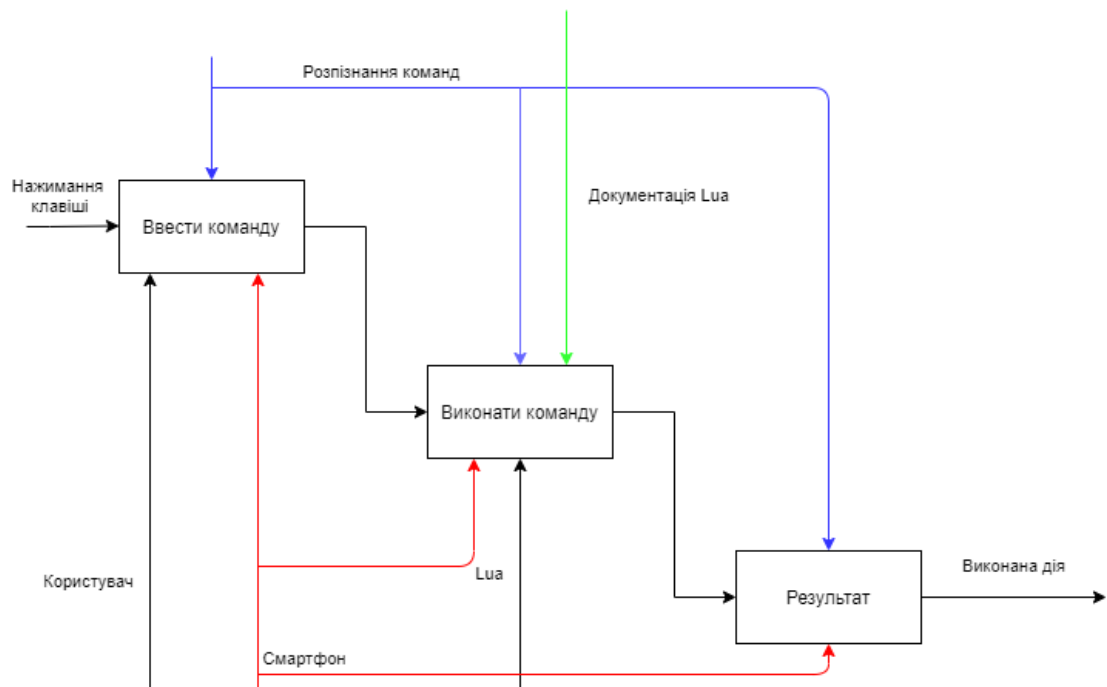 Розпізнання команд
Нажимання
клавіші
Документація Lua
Ввести команду
Виконати команду
Користувач
Lua
Виконана дія
Результат
Смартфон